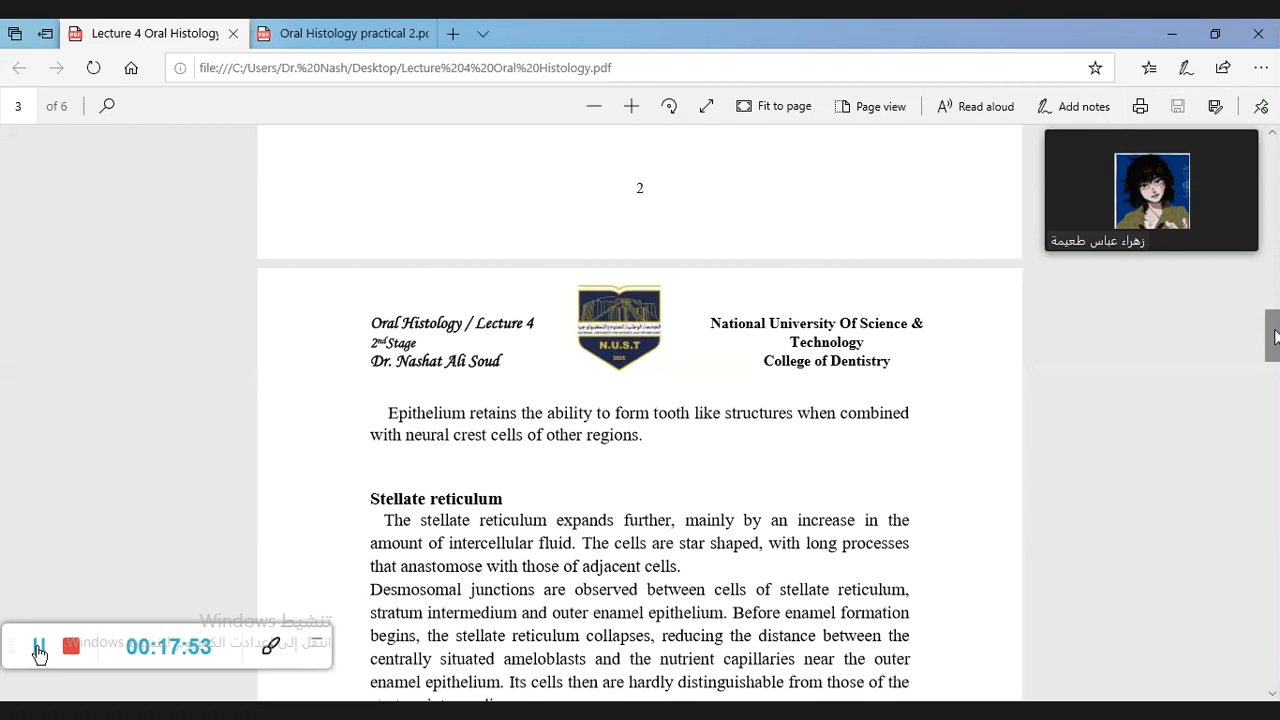 Lecture 4 Oral Histology
Oral Histology practical 2.pd
file:///C:/Users/Dr.%20Nash/Desktop/Lecture%204%20Oral%20Histology.pdf
3 of 6
Fit to page
Page view
Read aloud
Add notes
2
زهراء عباس طعيمة
Oral Histology / Lecture 4
2nd Stage
Dr. Nashat Ali Soud
N.U.S.T
National University Of Science &
Technology
College of Dentistry
Epithelium retains the ability to form tooth like structures when combined
with neural crest cells of other regions.
Stellate reticulum
The stellate reticulum expands further, mainly by an increase in the
amount of intercellular fluid. The cells are star shaped, with long processes
that anastomose with those of adjacent cells.
Desmosomal junctions are observed between cells of stellate reticulum,
stratum intermedium and outer enamel epithelium. Before enamel formation
begins, the stellate reticulum collapses, reducing the distance between the
centrally situated ameloblasts and the nutrient capillaries near the outer
enamel epithelium. Its cells then are hardly distinguishable from those of the
تنشيط Windows
انتقل إلى Windows
00:17:53